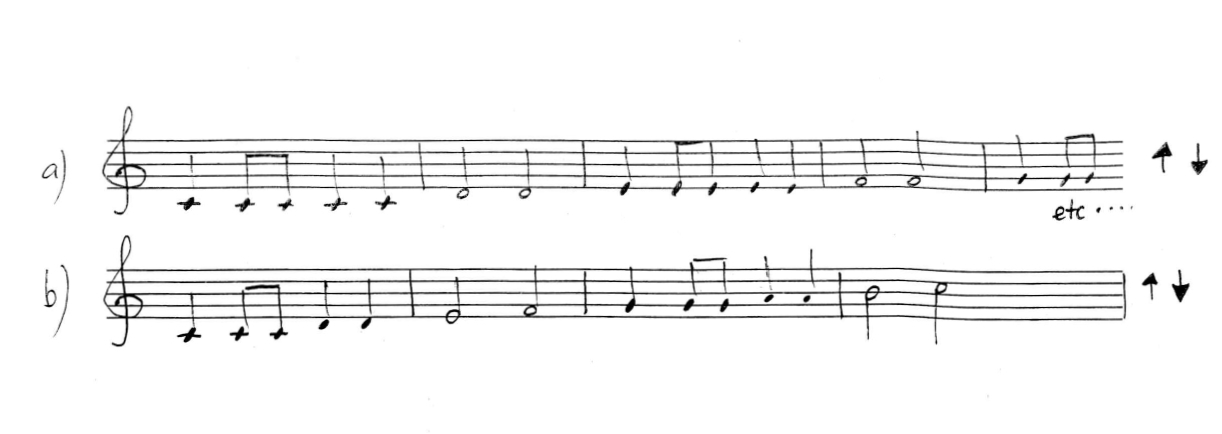 a)
etc ....
b)